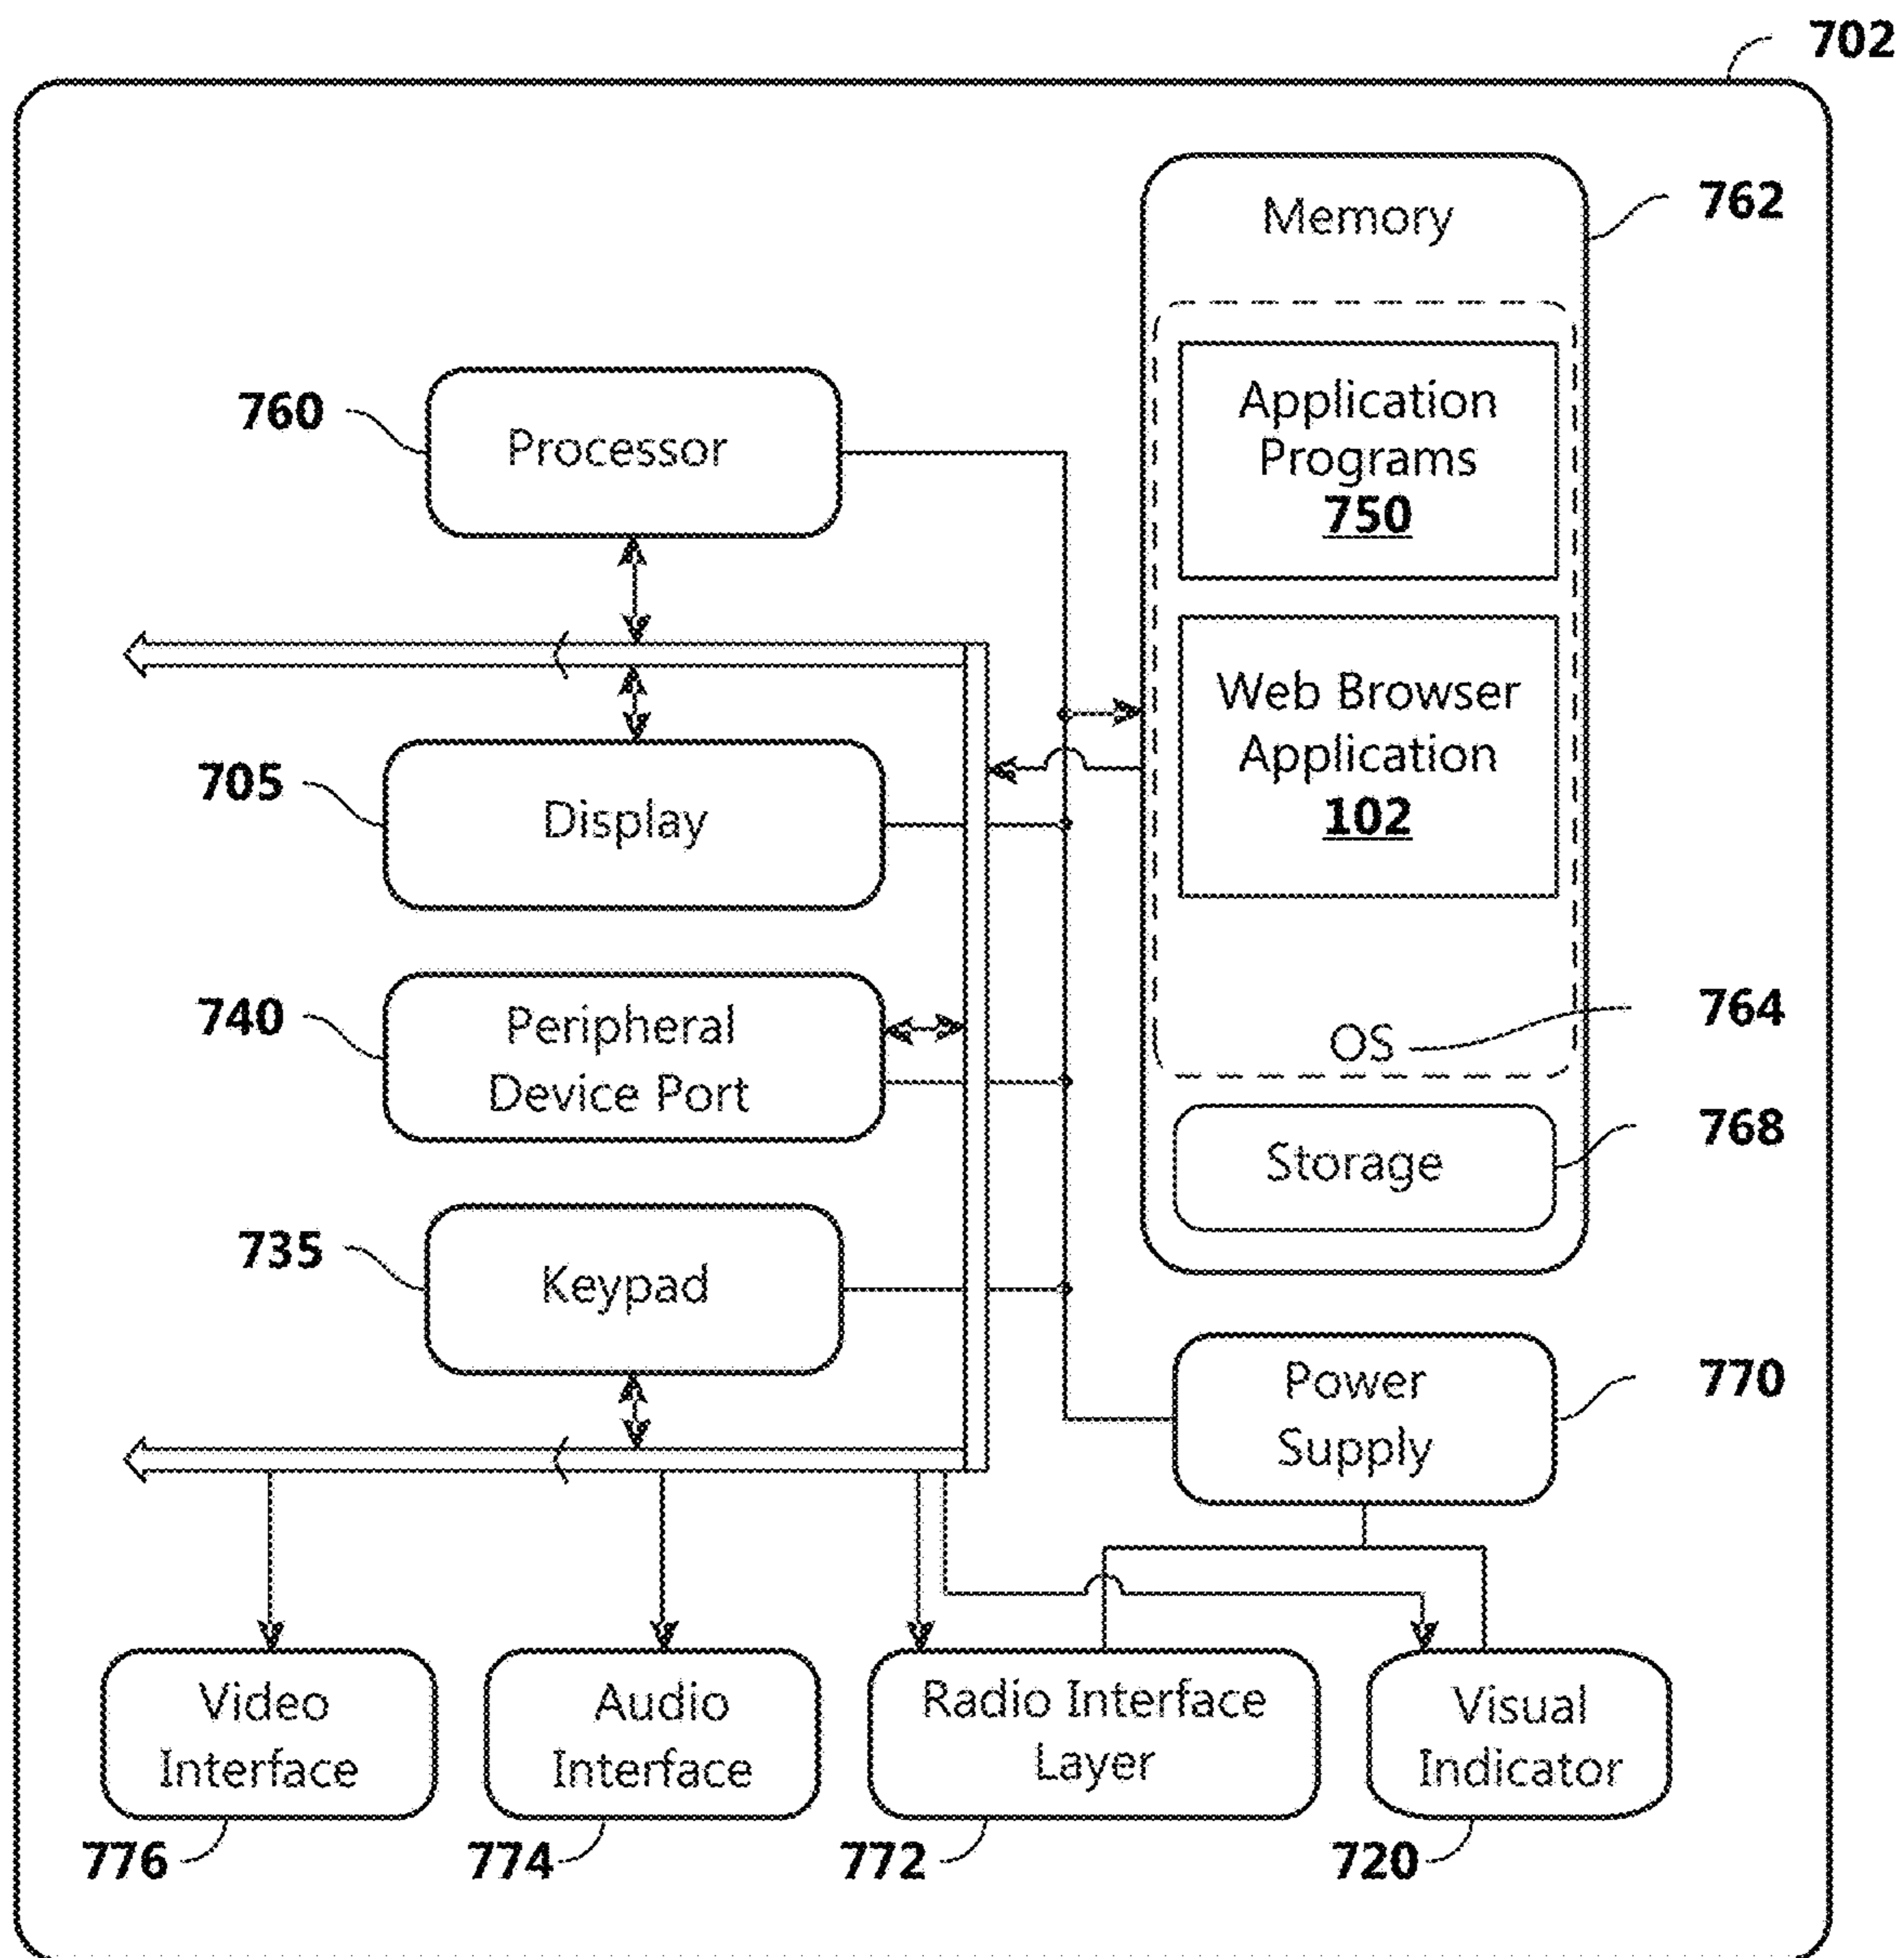 702
Memory
762
Application
Programs
750
760
Processor
Web Browser
Application
102
705
Display
740
Peripheral
Device Port
OS
764
Storage
768
735
Keypad
Power
Supply
770
Video
Interface
Audio
Interface
Radio Interface
Layer
Visual
Indicator
776
774
772
720